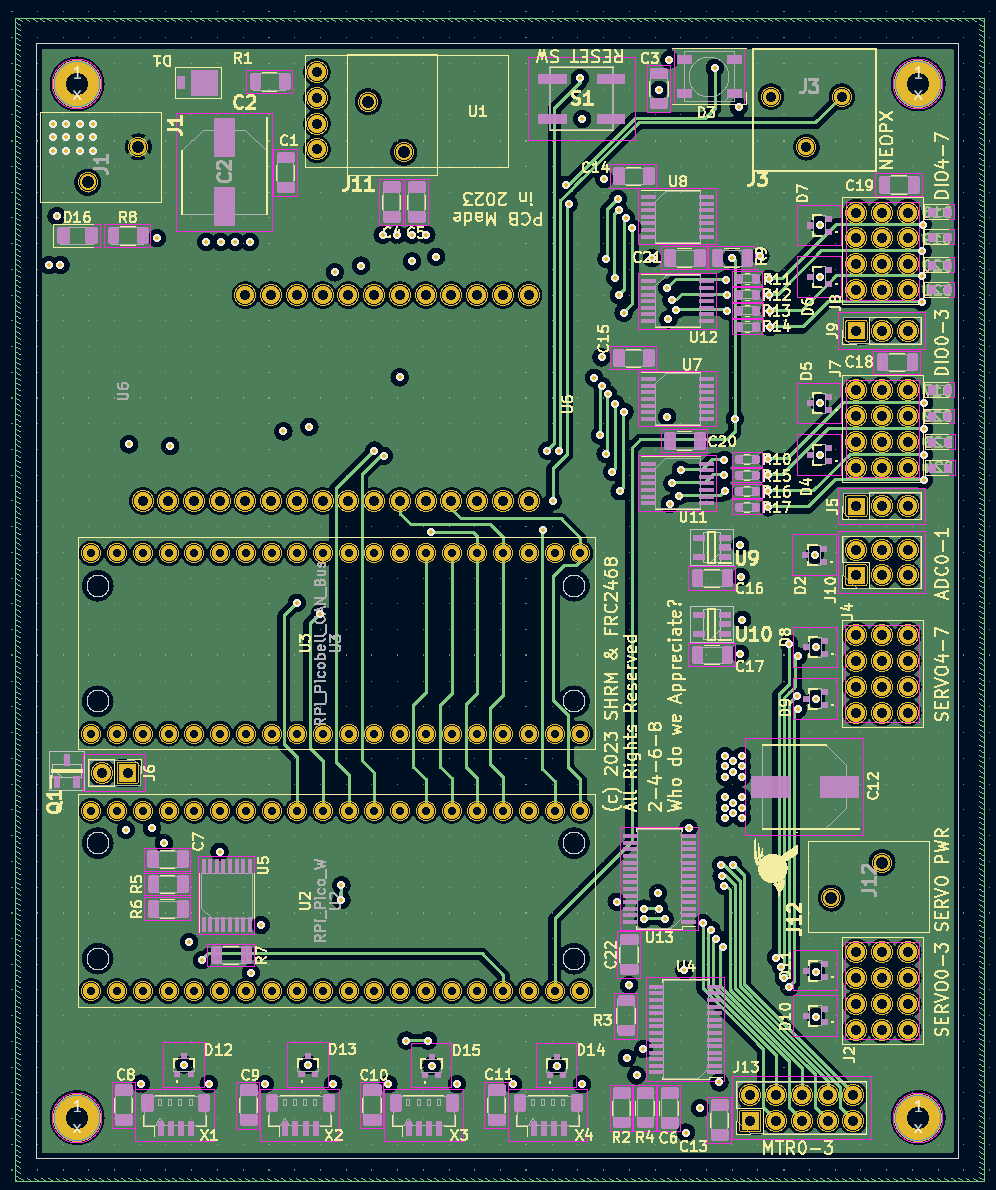 D1
R1
C2
C1
J1
J1
C2
J11
U1
RESET SW
S1
C3
D3
J3
J3
NEOPX
PCB Made
in 2023
C4
C5
D16
R8
C14
U8
C21
D7
C19
DIO4-7
R11
R12
R13
R14
U12
D6
J8
J9
DIO0-3
C15
U7
C18
D5
J7
U6
U6
C20
R10
R15
R16
R17
U11
D4
J5
U9
C16
D2
J10
ADC0-1
U3
RPI_Picobell_CAN_Bus
U3
U10
C17
D8
D9
J4
SERVO4-7
(c) 2023 SHRM & FRC2468
All Rights Reserved
2-4-6-8
Who do we Appreciate?
J6
Q1
C12
C7
R5
R6
U5
U2
RPI_Pico_W
U2
R7
J12
J12
SERVO PWR
U13
C22
U4
R3
D11
D10
J2
SERVO0-3
D12
D13
D15
D14
C8
C9
C10
C11
X1
X2
X3
X4
R2
R4
C6
C13
J13
MTR0-3
1
X
1
X
1
X
1
X